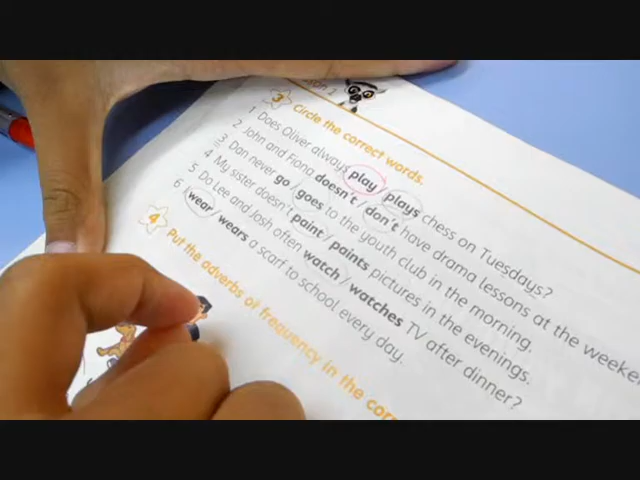 3 Circle the correct words.
1 Does Oliver always play / plays chess on Tuesdays?
2 John and Fiona doesn't / don't have drama lessons at the
3 Dan never go / goes to the youth club in the morning.
4 My sister doesn't paint / paints pictures in the evenings.
5 Do Lee and Josh often watch / watches TV after dinner?
6 I wear / wears a scarf to school every day.
4 Put the adverbs of frequency in the